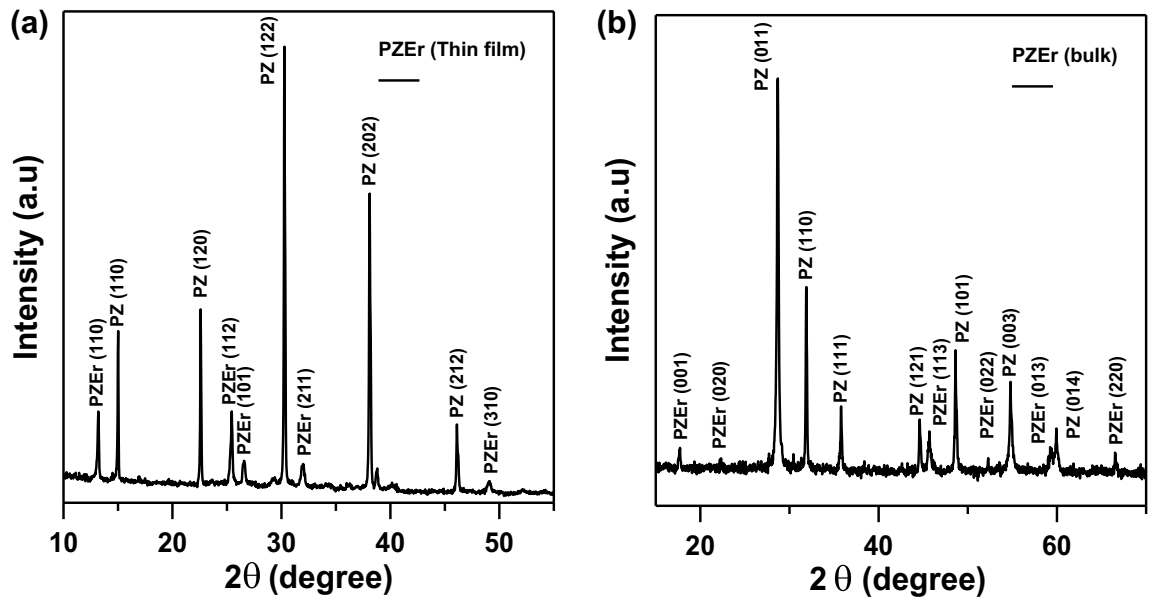 (a)
PZEr (Thin film)
Intensity (a.u)
PZEr (110)
PZ (110)
PZ (120)
PZEr (112)
PZEr (101)
PZ (122)
PZEr (211)
PZ (202)
PZ (212)
PZEr (310)
10 20 30 40 50
2θ (degree)
(b)
PZEr (bulk)
Intensity (a.u)
PZEr (001)
PZEr (020)
PZ (011)
PZ (110)
PZ (111)
PZ (121)
PZEr (113)
PZ (101)
PZEr (022)
PZ (003)
PZEr (013)
PZ (014)
PZEr (220)
20 40 60
2 θ (degree)